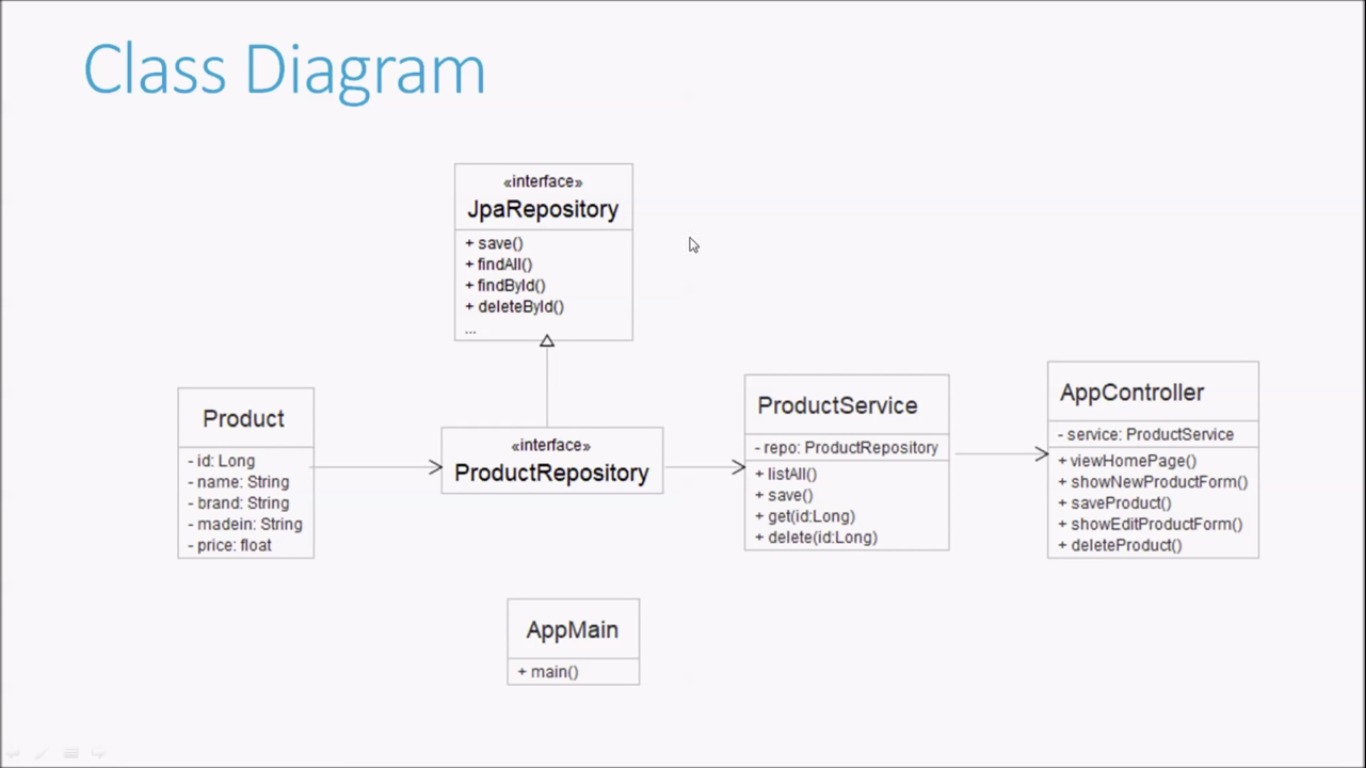 Class Diagram
«interface»
JpaRepository
+ save()
+ findAll()
+ findById()
+ deleteById()
...
Product
- id: Long
- name: String
- brand: String
- madein: String
- price: float
«interface»
ProductRepository
ProductService
- repo: ProductRepository
+ listAll()
+ save()
+ get(id:Long)
+ delete(id:Long)
AppController
- service: ProductService
+ viewHomePage()
+ showNewProductForm()
+ saveProduct()
+ showEditProductForm()
+ deleteProduct()
AppMain
+ main()